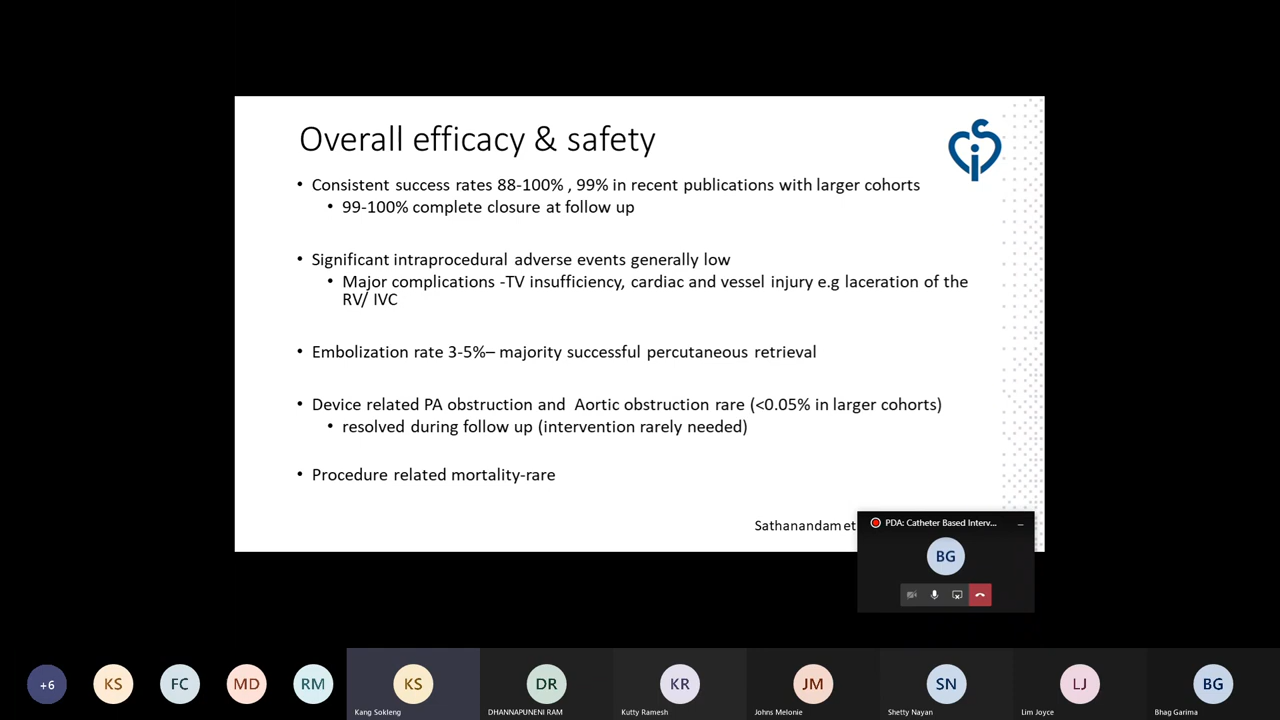 Overall efficacy & safety
• Consistent success rates 88-100% , 99% in recent publications with larger cohorts
• 99-100% complete closure at follow up
• Significant intraprocedural adverse events generally low
• Major complications -TV insufficiency, cardiac and vessel injury e.g laceration of the
RV/ IVC
• Embolization rate 3-5%– majority successful percutaneous retrieval
• Device related PA obstruction and Aortic obstruction rare (<0.05% in larger cohorts)
• resolved during follow up (intervention rarely needed)
• Procedure related mortality-rare
Sathanandam et
PDA: Catheter Based Interv...
BG
+6
KS
FC
MD
RM
KS
Kang Sokleng
DR
DHANNAPUNENI RAM
KR
Kutty Ramesh
JM
Johns Melonie
SN
Shetty Nayan
LJ
Lim Joyce
BG
Bhag Garima